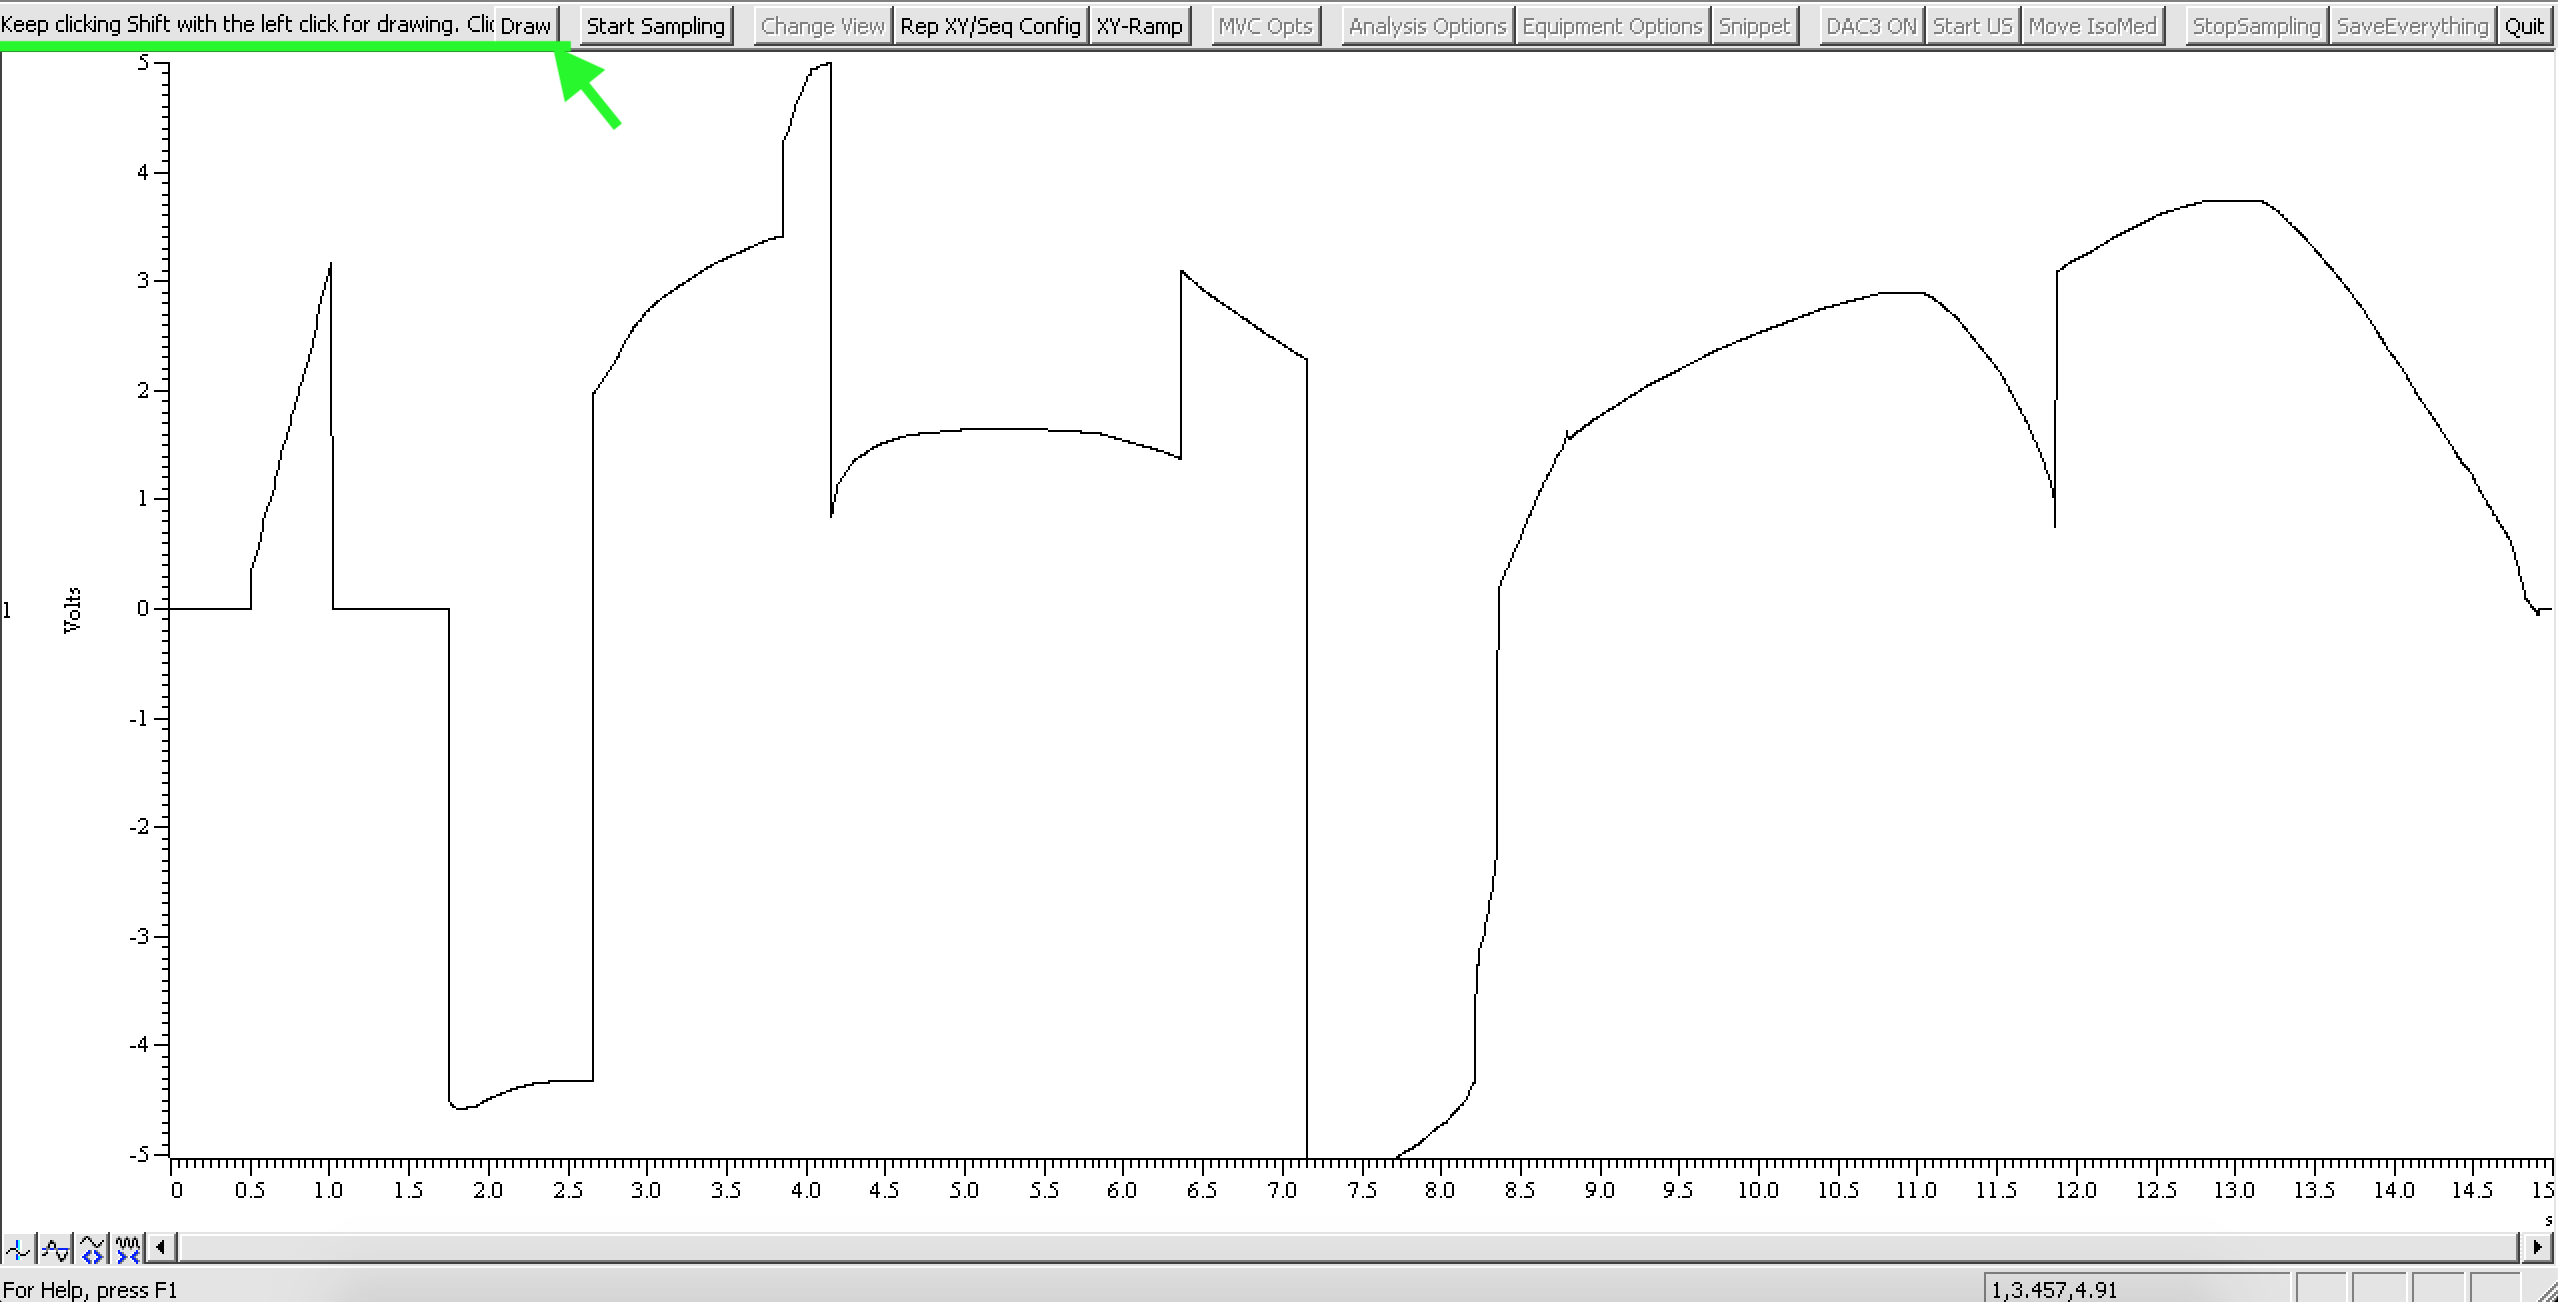 Keep clicking Shift with the left click for drawing. Clic Draw Start Sampling Change View Rep XY/Seq Config XY-Ramp MVC Opts Analysis Options Equipment Options Snippet DAC3 ON Start US Move IsoMed StopSampling SaveEverything Quit
5
4
3
2
1
0
1
Volts
-1
-2
-3
-4
-5
0 0.5 1.0 1.5 2.0 2.5 3.0 3.5 4.0 4.5 5.0 5.5 6.0 6.5 7.0 7.5 8.0 8.5 9.0 9.5 10.0 10.5 11.0 11.5 12.0 12.5 13.0 13.5 14.0 14.5 15
s
For Help, press F1 1,3.457,4.91